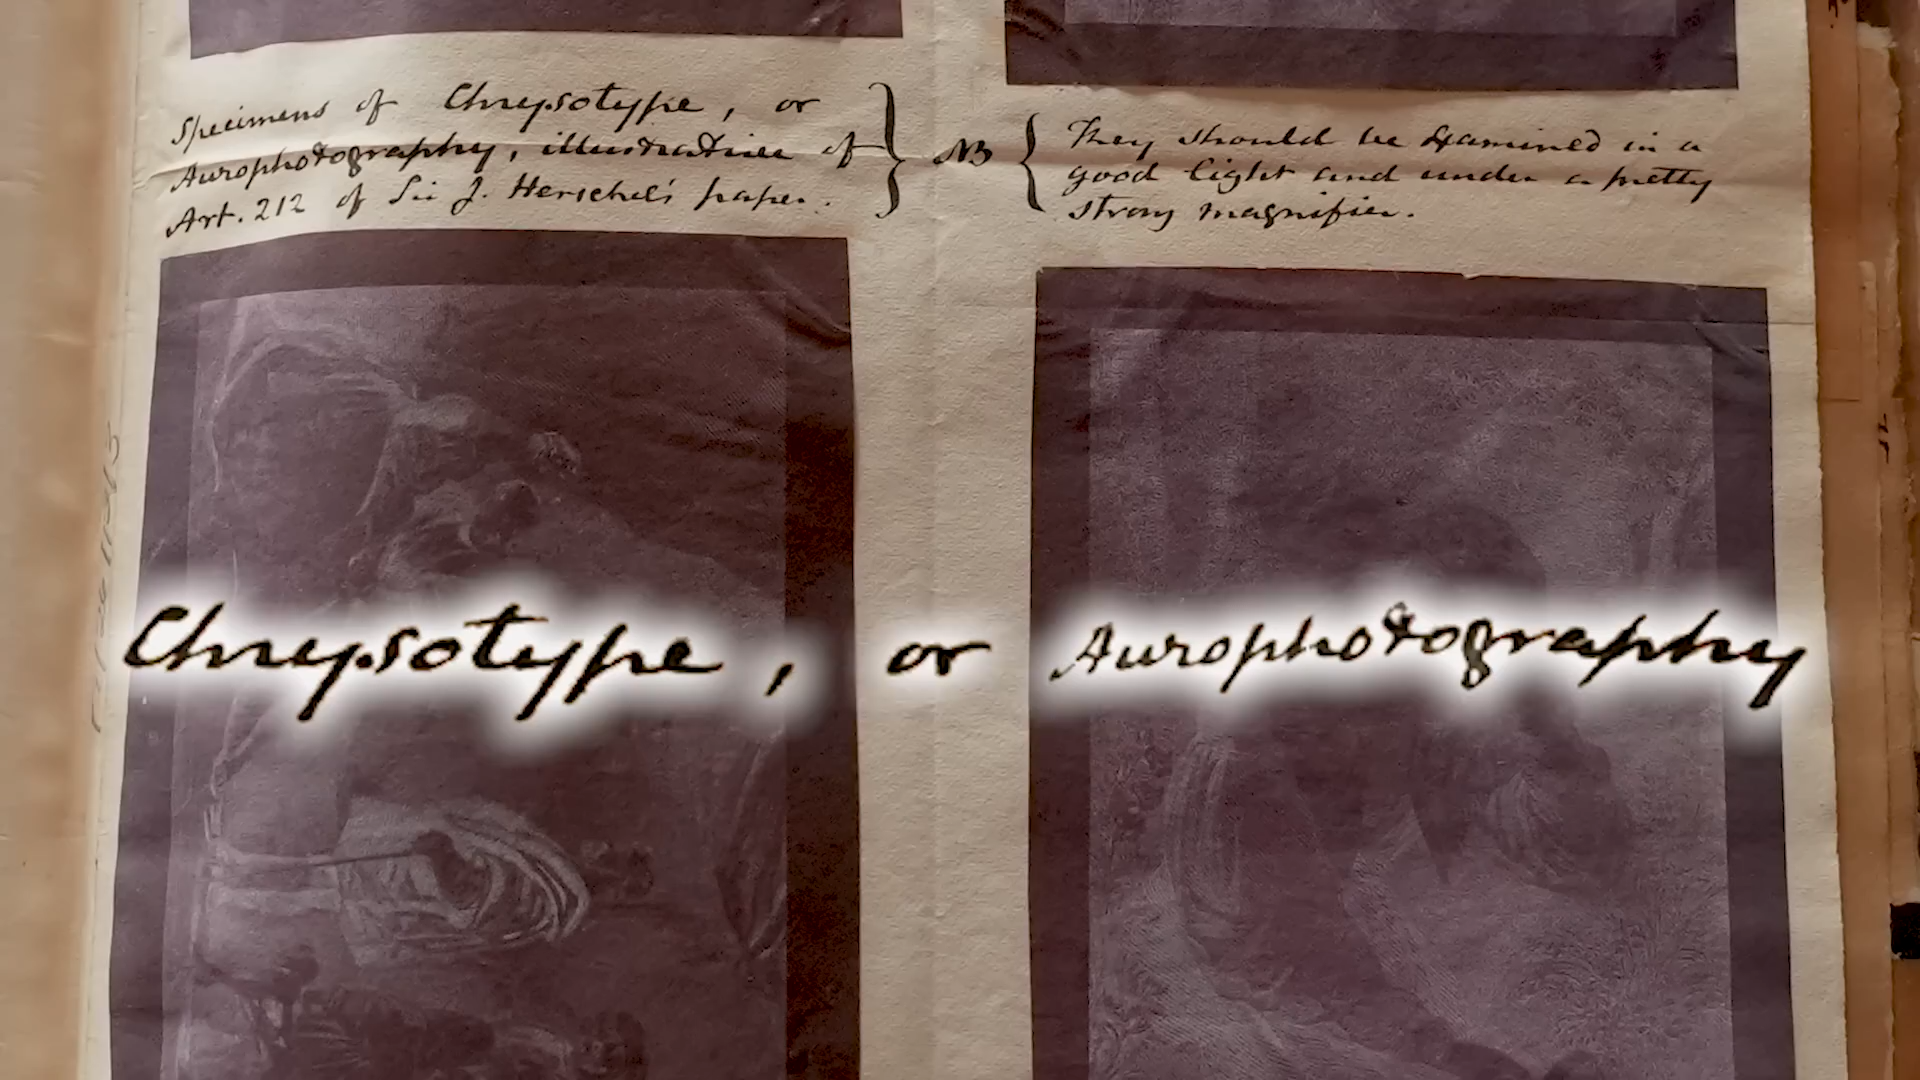 Specimens of Chrysotype, or
Aurophotography, illustrative of
Art. 212 of Sir J. Herschel's paper.
NB
They should be examined in a
good light and under a pretty
strong magnifier.
Chrysotype, or Aurophotography